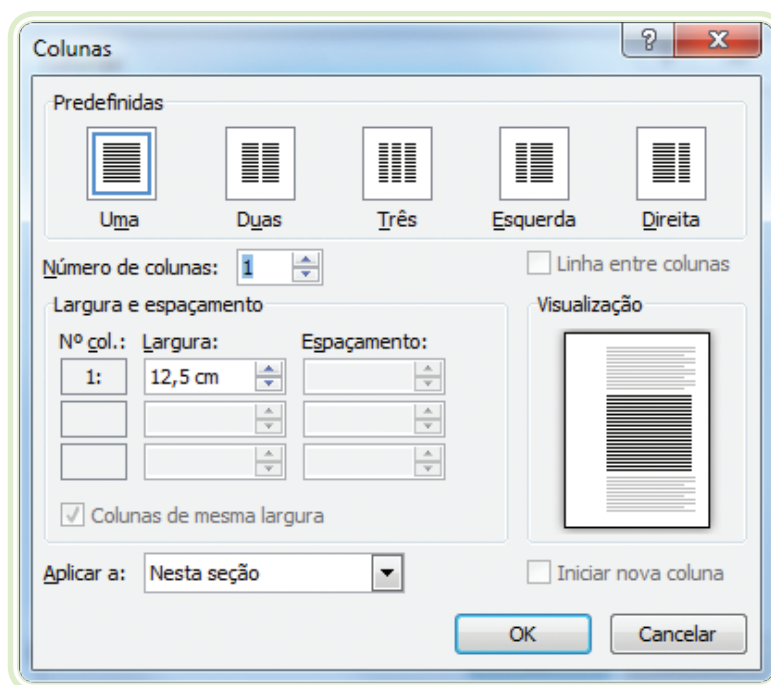 Colunas
Predefinidas
Uma Duas Três Esquerda Direita
Número de colunas: 1
Linha entre colunas
Largura e espaçamento
Visualização
Nº col.: Largura: Espaçamento:
1: 12,5 cm
Colunas de mesma largura
Aplicar a: Nesta seção
Iniciar nova coluna
OK Cancelar